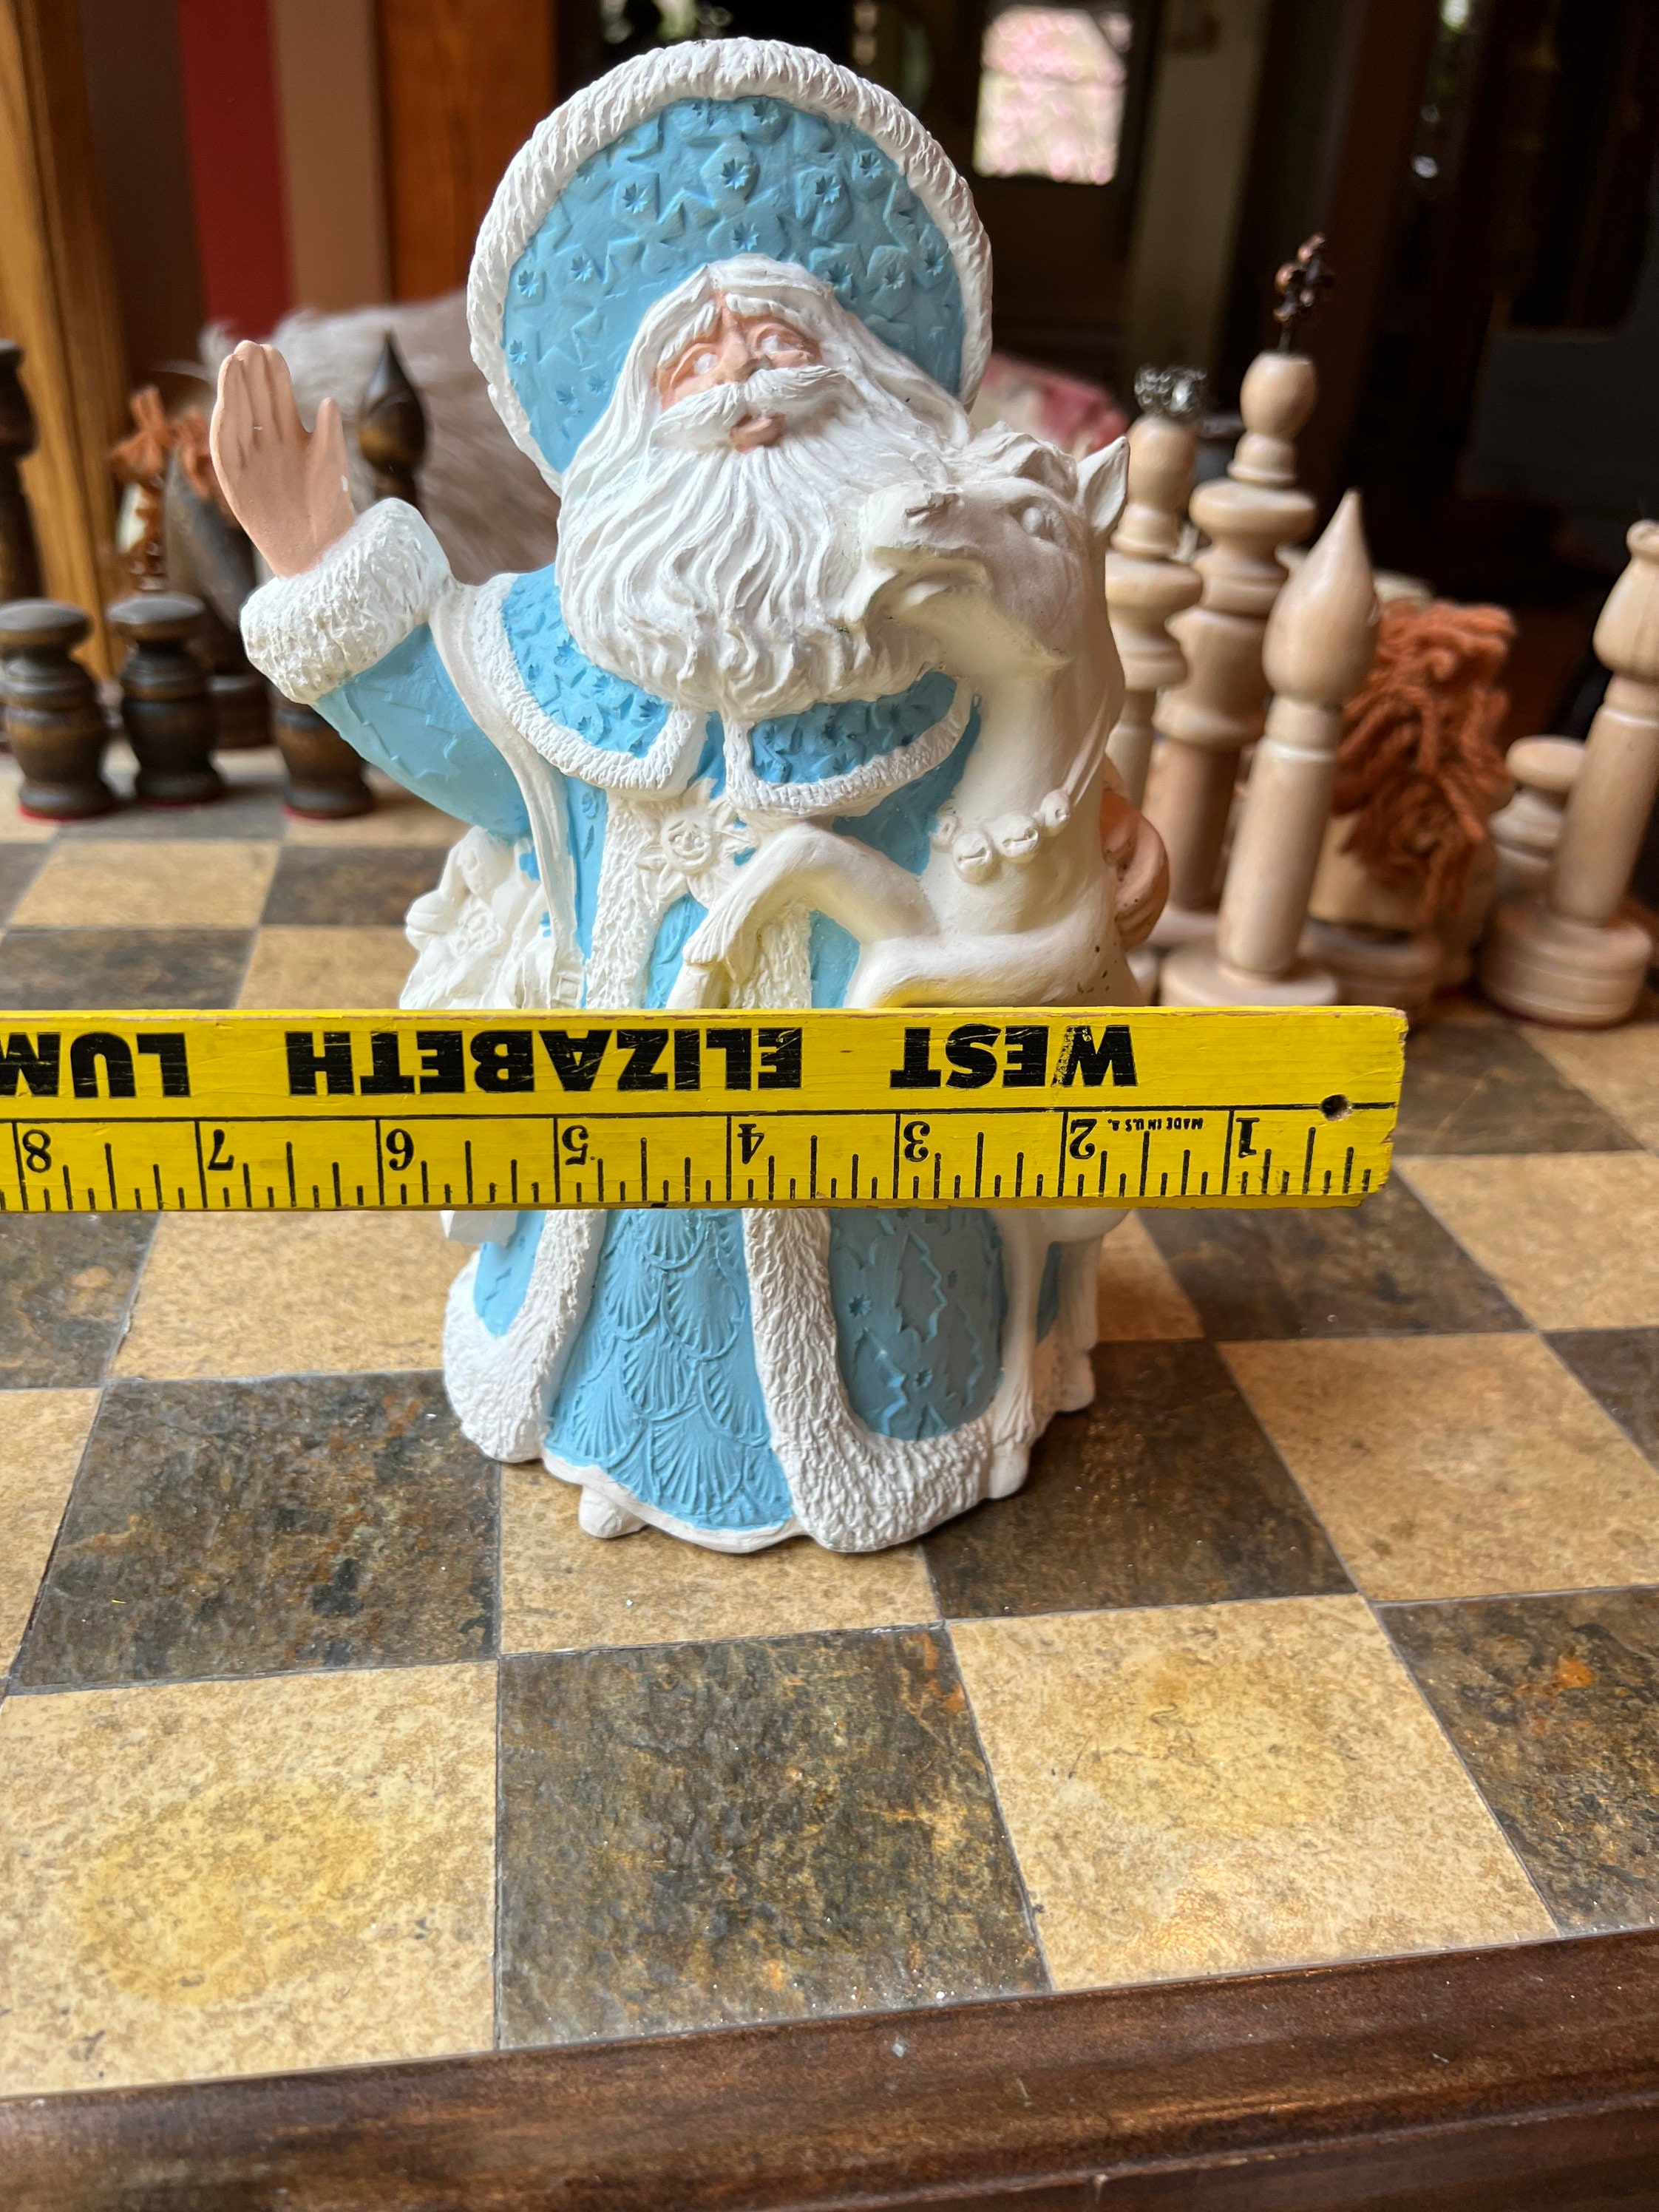 WEST ELIZABETH LUM
1 MADE IN U.S.A. 2 3 4 5 6 7 8